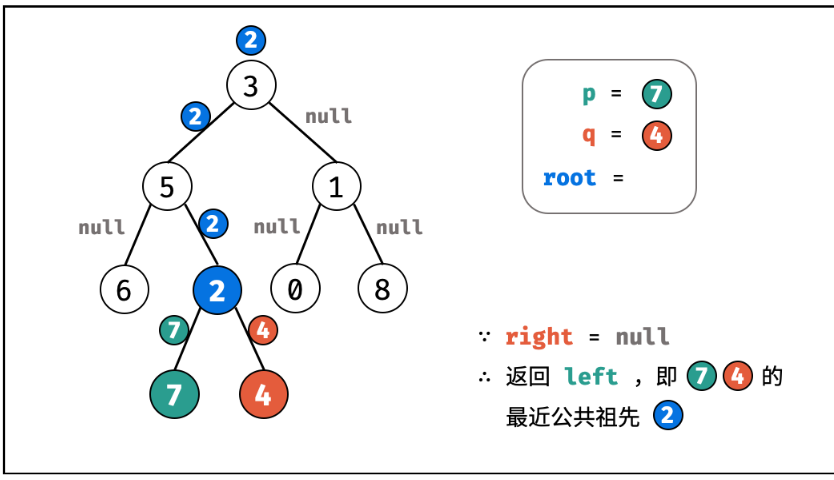 2
3
2
null
5
1
null
2
null
null
6
2
0
8
7
4
7
4
p = 7
q = 4
root =
∵ right = null
∴ 返回 left ，即 7 4 的
最近公共祖先 2